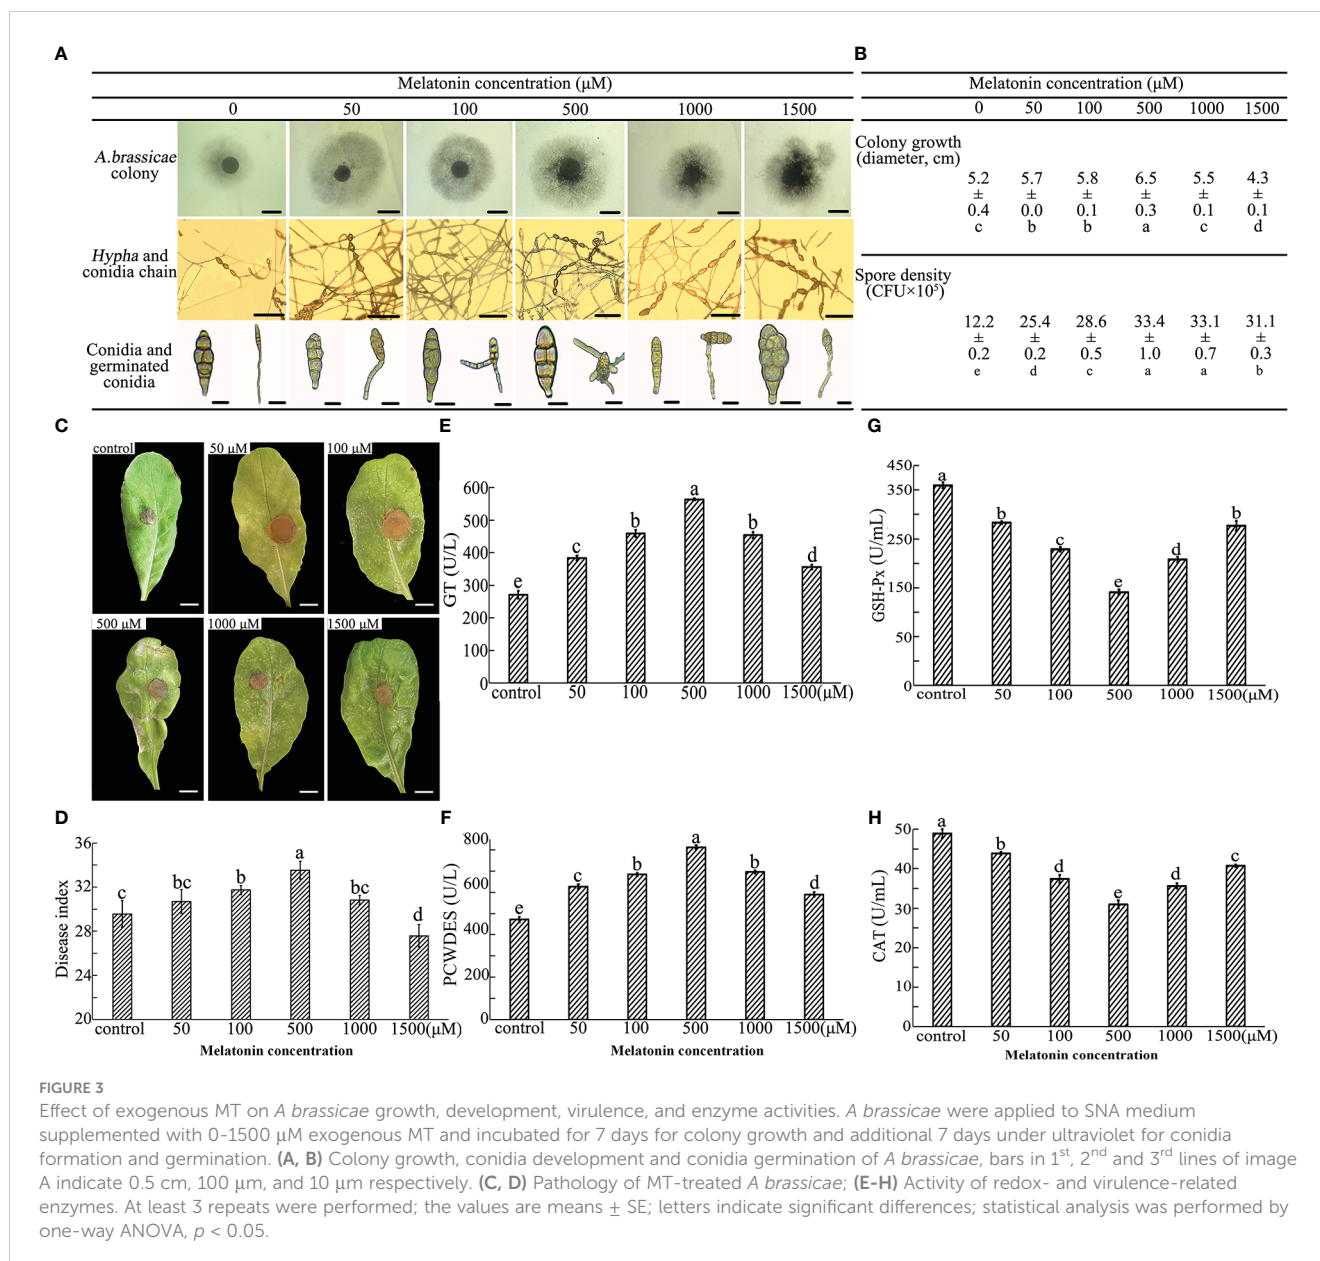 A
Melatonin concentration (μM)
0 50 100 500 1000 1500
A.brassicae
colony
Hypha and
conidia chain
Conidia and
germinated
conidia
B
Melatonin concentration (μM)
0 50 100 500 1000 1500
Colony growth
(diameter, cm)
5.2 5.7 5.8 6.5 5.5 4.3
± ± ± ± ± ±
0.4 0.0 0.1 0.3 0.1 0.1
c b b a c d
Spore density
(CFU×10⁵)
12.2 25.4 28.6 33.4 33.1 31.1
± ± ± ± ± ±
0.2 0.2 0.5 1.0 0.7 0.3
e d c a a b
C
control 50 μM 100 μM
500 μM 1000 μM 1500 μM
D
Disease index
36
32
28
24
20
c bc b a bc d
control 50 100 500 1000 1500(μM)
Melatonin concentration
E
GT (U/L)
600
500
400
300
200
100
0
e c b a b d
control 50 100 500 1000 1500(μM)
F
PCWDES (U/L)
800
600
400
200
0
e c b a b d
control 50 100 500 1000 1500(μM)
Melatonin concentration
G
GSH-Px (U/mL)
450
350
250
150
50
0
a b c e d b
control 50 100 500 1000 1500(μM)
H
CAT (U/mL)
50
40
30
20
10
0
a b d e d c
control 50 100 500 1000 1500(μM)
Melatonin concentration
FIGURE 3
Effect of exogenous MT on A brassicae growth, development, virulence, and enzyme activities. A brassicae were applied to SNA medium
supplemented with 0-1500 μM exogenous MT and incubated for 7 days for colony growth and additional 7 days under ultraviolet for conidia
formation and germination. (A, B) Colony growth, conidia development and conidia germination of A brassicae, bars in 1st, 2nd and 3rd lines of image
A indicate 0.5 cm, 100 μm, and 10 μm respectively. (C, D) Pathology of MT-treated A brassicae; (E-H) Activity of redox- and virulence-related
enzymes. At least 3 repeats were performed; the values are means ± SE; letters indicate significant differences; statistical analysis was performed by
one-way ANOVA, p < 0.05.